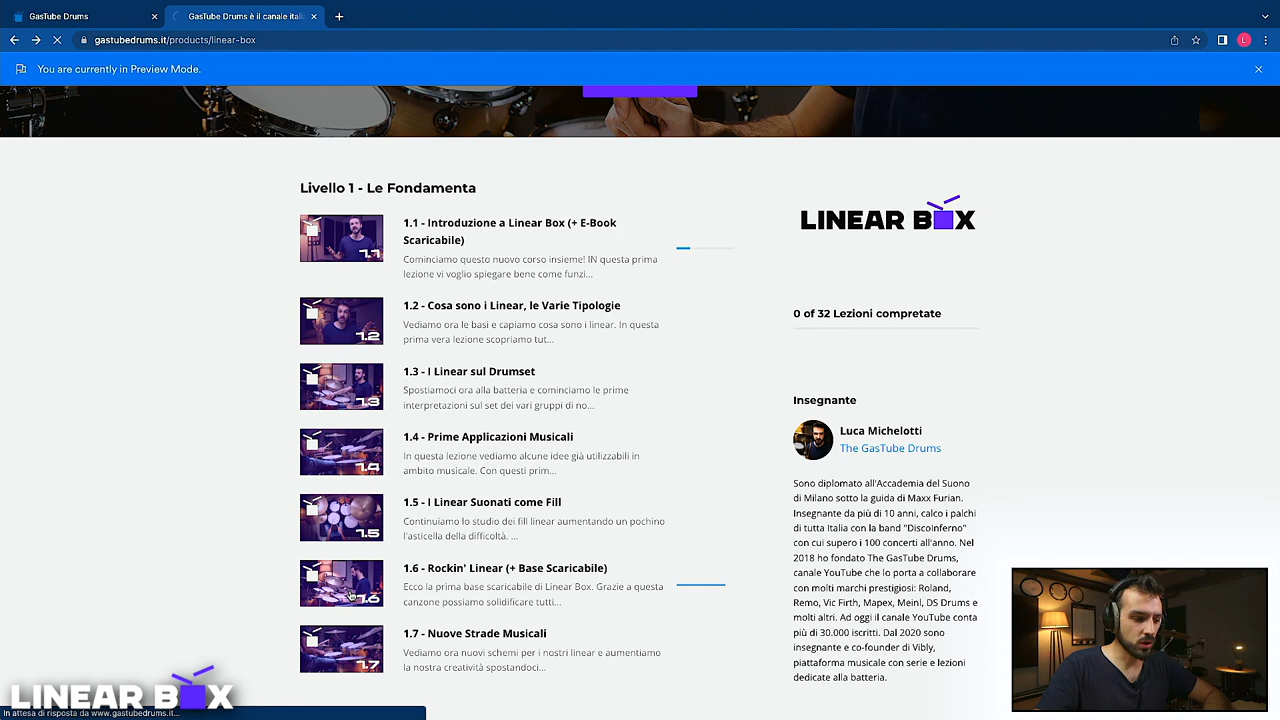 GasTube Drums
GasTube Drums è il canale itali
gastubedrums.it/products/linear-box
L
You are currently in Preview Mode.
Livello 1 - Le Fondamenta
1.1
1.1 - Introduzione a Linear Box (+ E-Book
Scaricabile)
Cominciamo questo nuovo corso insieme! IN questa prima
lezione vi voglio spiegare bene come funzi...
1.2
1.2 - Cosa sono i Linear, le Varie Tipologie
Vediamo ora le basi e capiamo cosa sono i linear. In questa
prima vera lezione scopriamo tut...
1.3
1.3 - I Linear sul Drumset
Spostiamoci ora alla batteria e cominciamo le prime
interpretazioni sul set dei vari gruppi di no...
1.4
1.4 - Prime Applicazioni Musicali
In questa lezione vediamo alcune idee già utilizzabili in
ambito musicale. Con questi prim...
1.5
1.5 - I Linear Suonati come Fill
Continuiamo lo studio dei fill linear aumentando un pochino
l'asticella della difficoltà. ...
1.6
1.6 - Rockin' Linear (+ Base Scaricabile)
Ecco la prima base scaricabile di Linear Box. Grazie a questa
canzone possiamo solidificare tutti...
1.7
1.7 - Nuove Strade Musicali
Vediamo ora nuovi schemi per i nostri linear e aumentiamo
la nostra creatività spostandoci...
LINEAR BOX
0 of 32 Lezioni compretate
Insegnante
Luca Michelotti
The GasTube Drums
Sono diplomato all'Accademia del Suono
di Milano sotto la guida di Maxx Furian.
Insegnante da più di 10 anni, calco i palchi
di tutta Italia con la band "DiscoInferno"
con cui supero i 100 concerti all'anno. Nel
2018 ho fondato The GasTube Drums,
canale YouTube che lo porta a collaborare
con molti marchi prestigiosi: Roland,
Remo, Vic Firth, Mapex, Meinl, DS Drums e
molti altri. Ad oggi il canale YouTube conta
più di 30.000 iscritti. Dal 2020 sono
insegnante e co-founder di Vibly,
piattaforma musicale con serie e lezioni
dedicate alla batteria.
LINEAR BOX
In attesa di risposta da www.gastubedrums.it...